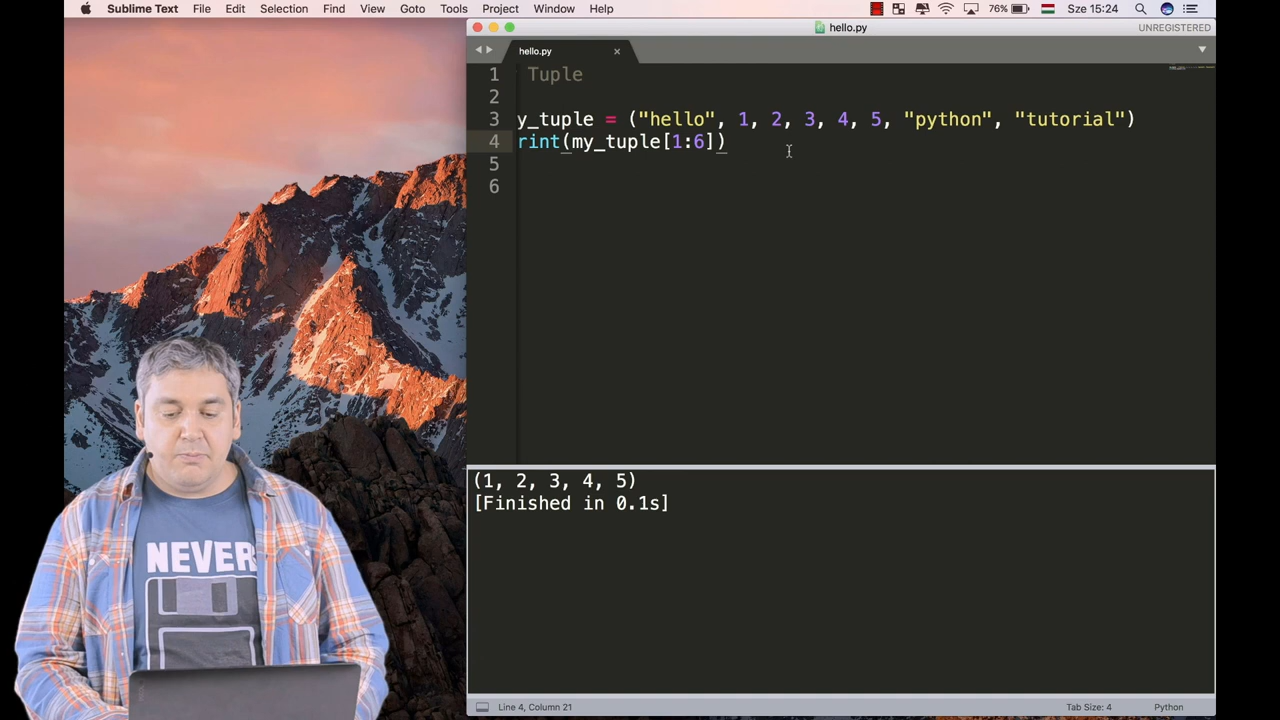 Sublime Text File Edit Selection Find View Goto Tools Project Window Help 76% Sze 15:24
hello.py UNREGISTERED
hello.py ×
1 Tuple
2
3 y_tuple = ("hello", 1, 2, 3, 4, 5, "python", "tutorial")
4 rint(my_tuple[1:6])
5
6
(1, 2, 3, 4, 5)
[Finished in 0.1s]
NEVER
Line 4, Column 21 Tab Size: 4 Python